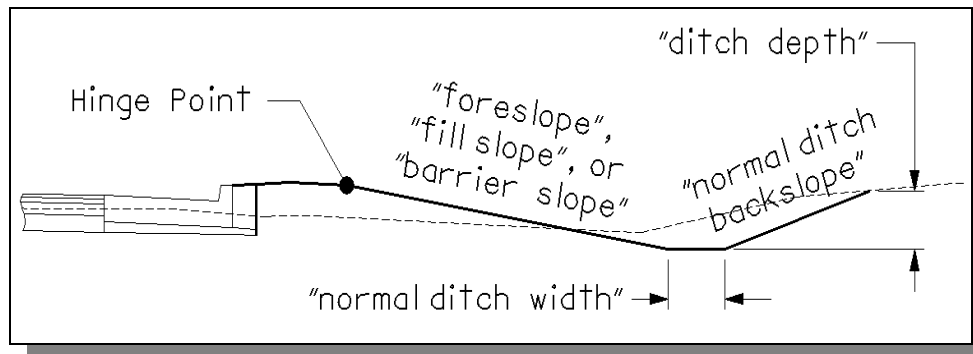 "ditch depth"
Hinge Point
"foreslope",
"fill slope", or
"barrier slope"
"normal ditch
backslope"
"normal ditch width"